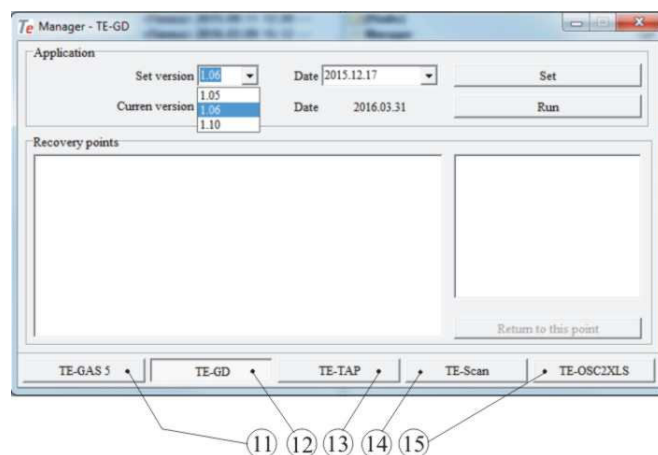 Te Manager - TE-GD
Application
Set version 1.06 Date 2015.12.17 Set
1.05
Curren version 1.06 Date 2016.03.31 Run
1.10
Recovery points
Return to this point
TE-GAS 5 TE-GD TE-TAP TE-Scan TE-OSC2XLS
11 12 13 14 15